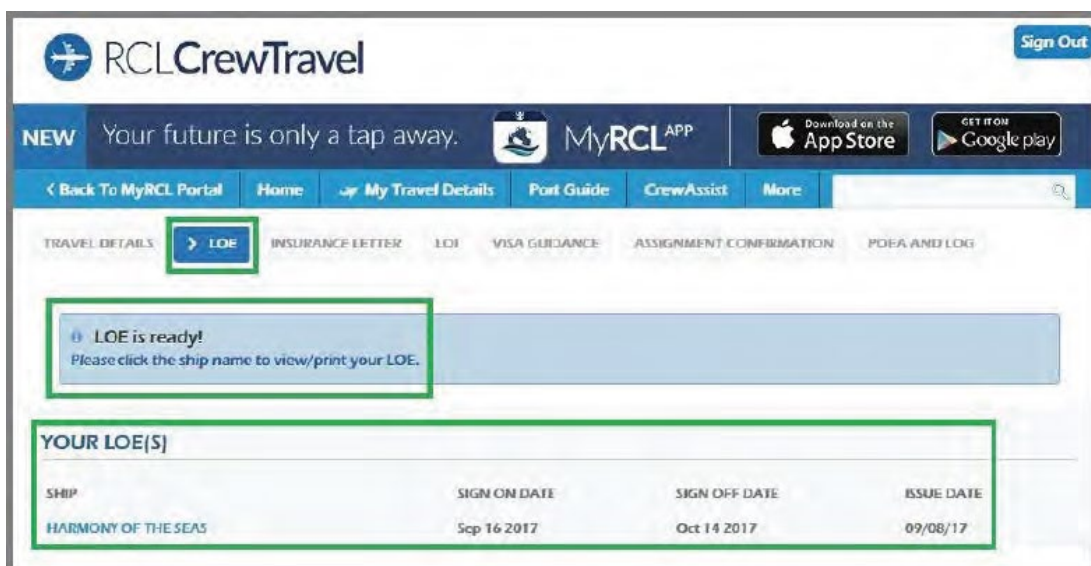 RCLCrewTravel
Sign Out
NEW Your future is only a tap away. MyRCL APP Download on the App Store GET IT ON Google play
< Back To MyRCL Portal Home My Travel Details Port Guide CrewAssist More
TRAVEL DETAILS > LOE INSURANCE LETTER LOI VISA GUIDANCE ASSIGNMENT CONFIRMATION POEA AND LOG
LOE is ready!
Please click the ship name to view/print your LOE.
YOUR LOE(S)
SHIP SIGN ON DATE SIGN OFF DATE ISSUE DATE
HARMONY OF THE SEAS Sep 16 2017 Oct 14 2017 09/08/17